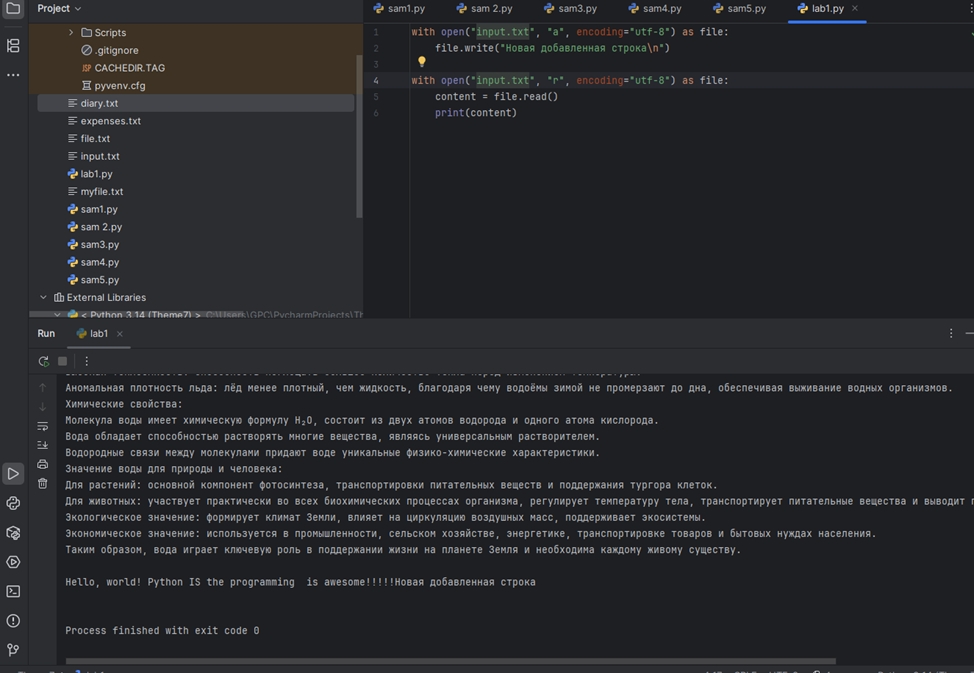 Project
sam1.py
sam 2.py
sam3.py
sam4.py
sam5.py
lab1.py
Scripts
.gitignore
CACHEDIR.TAG
pyvenv.cfg
diary.txt
expenses.txt
file.txt
input.txt
lab1.py
myfile.txt
sam1.py
sam 2.py
sam3.py
sam4.py
sam5.py
External Libraries
< Python 3.14 (Theme7) > C:\Users\GPC\PycharmProjects\Th
1 with open("input.txt", "a", encoding="utf-8") as file:
2 file.write("Новая добавленная строка\n")
3
4 with open("input.txt", "r", encoding="utf-8") as file:
5 content = file.read()
6 print(content)
Run
lab1
Аномальная плотность льда: лёд менее плотный, чем жидкость, благодаря чему водоёмы зимой не промерзают до дна, обеспечивая выживание водных организмов.
Химические свойства:
Молекула воды имеет химическую формулу H₂O, состоит из двух атомов водорода и одного атома кислорода.
Вода обладает способностью растворять многие вещества, являясь универсальным растворителем.
Водородные связи между молекулами придают воде уникальные физико-химические характеристики.
Значение воды для природы и человека:
Для растений: основной компонент фотосинтеза, транспортировки питательных веществ и поддержания тургора клеток.
Для животных: участвует практически во всех биохимических процессах организма, регулирует температуру тела, транспортирует питательные вещества и выводит
Экологическое значение: формирует климат Земли, влияет на циркуляцию воздушных масс, поддерживает экосистемы.
Экономическое значение: используется в промышленности, сельском хозяйстве, энергетике, транспортировке товаров и бытовых нуждах населения.
Таким образом, вода играет ключевую роль в поддержании жизни на планете Земля и необходима каждому живому существу.
Hello, world! Python IS the programming  is awesome!!!!!Новая добавленная строка
Process finished with exit code 0